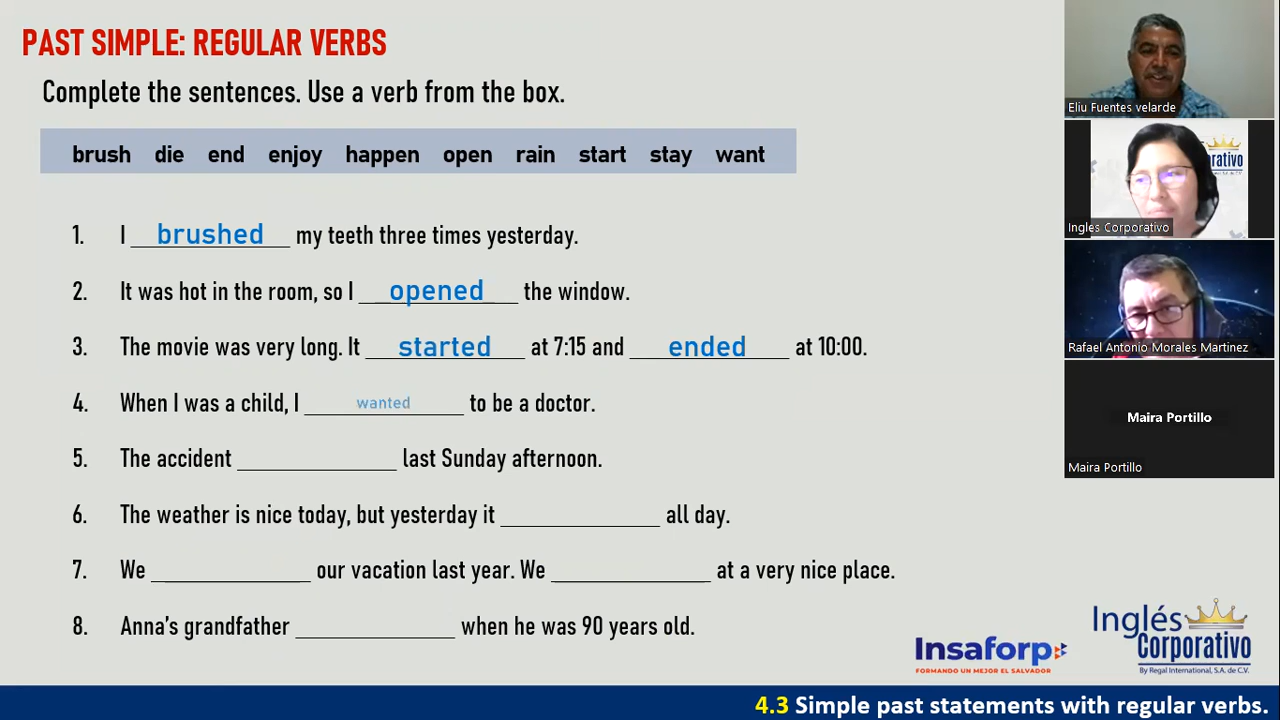 PAST SIMPLE: REGULAR VERBS
Complete the sentences. Use a verb from the box.
brush die end enjoy happen open rain start stay want
1. I brushed my teeth three times yesterday.
2. It was hot in the room, so I opened the window.
3. The movie was very long. It started at 7:15 and ended at 10:00.
4. When I was a child, I wanted to be a doctor.
5. The accident ____________ last Sunday afternoon.
6. The weather is nice today, but yesterday it ____________ all day.
7. We ____________ our vacation last year. We ____________ at a very nice place.
8. Anna's grandfather ____________ when he was 90 years old.
Eliu Fuentes velarde
orativo
Ingles Corporativo
Rafael Antonio Morales Martinez
Maira Portillo
Maira Portillo
Insaforp
FORMANDO UN MEJOR EL SALVADOR
Inglés
Corporativo
By Regal International, S.A. de C.V.
4.3 Simple past statements with regular verbs.